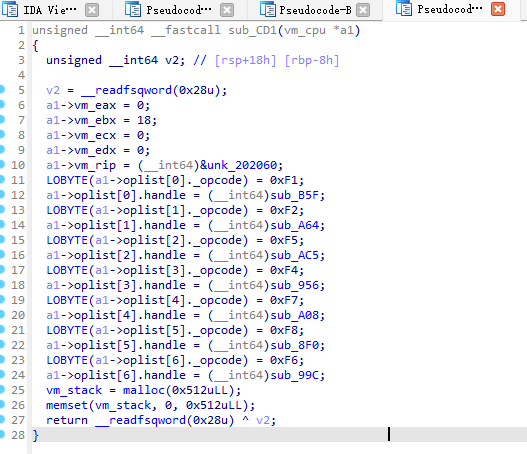 IDA Vie…
Pseudocod…
Pseudocode-B
Pseudocod…
1 unsigned __int64 __fastcall sub_CD1(vm_cpu *a1)
2 {
3 unsigned __int64 v2; // [rsp+18h] [rbp-8h]
4
5 v2 = __readfsqword(0x28u);
6 a1->vm_eax = 0;
7 a1->vm_ebx = 18;
8 a1->vm_ecx = 0;
9 a1->vm_edx = 0;
10 a1->vm_rip = (__int64)&unk_202060;
11 LOBYTE(a1->oplist[0]._opcode) = 0xF1;
12 a1->oplist[0].handle = (__int64)sub_B5F;
13 LOBYTE(a1->oplist[1]._opcode) = 0xF2;
14 a1->oplist[1].handle = (__int64)sub_A64;
15 LOBYTE(a1->oplist[2]._opcode) = 0xF5;
16 a1->oplist[2].handle = (__int64)sub_AC5;
17 LOBYTE(a1->oplist[3]._opcode) = 0xF4;
18 a1->oplist[3].handle = (__int64)sub_956;
19 LOBYTE(a1->oplist[4]._opcode) = 0xF7;
20 a1->oplist[4].handle = (__int64)sub_A08;
21 LOBYTE(a1->oplist[5]._opcode) = 0xF8;
22 a1->oplist[5].handle = (__int64)sub_8F0;
23 LOBYTE(a1->oplist[6]._opcode) = 0xF6;
24 a1->oplist[6].handle = (__int64)sub_99C;
25 vm_stack = malloc(0x512uLL);
26 memset(vm_stack, 0, 0x512uLL);
27 return __readfsqword(0x28u) ^ v2;
28 }